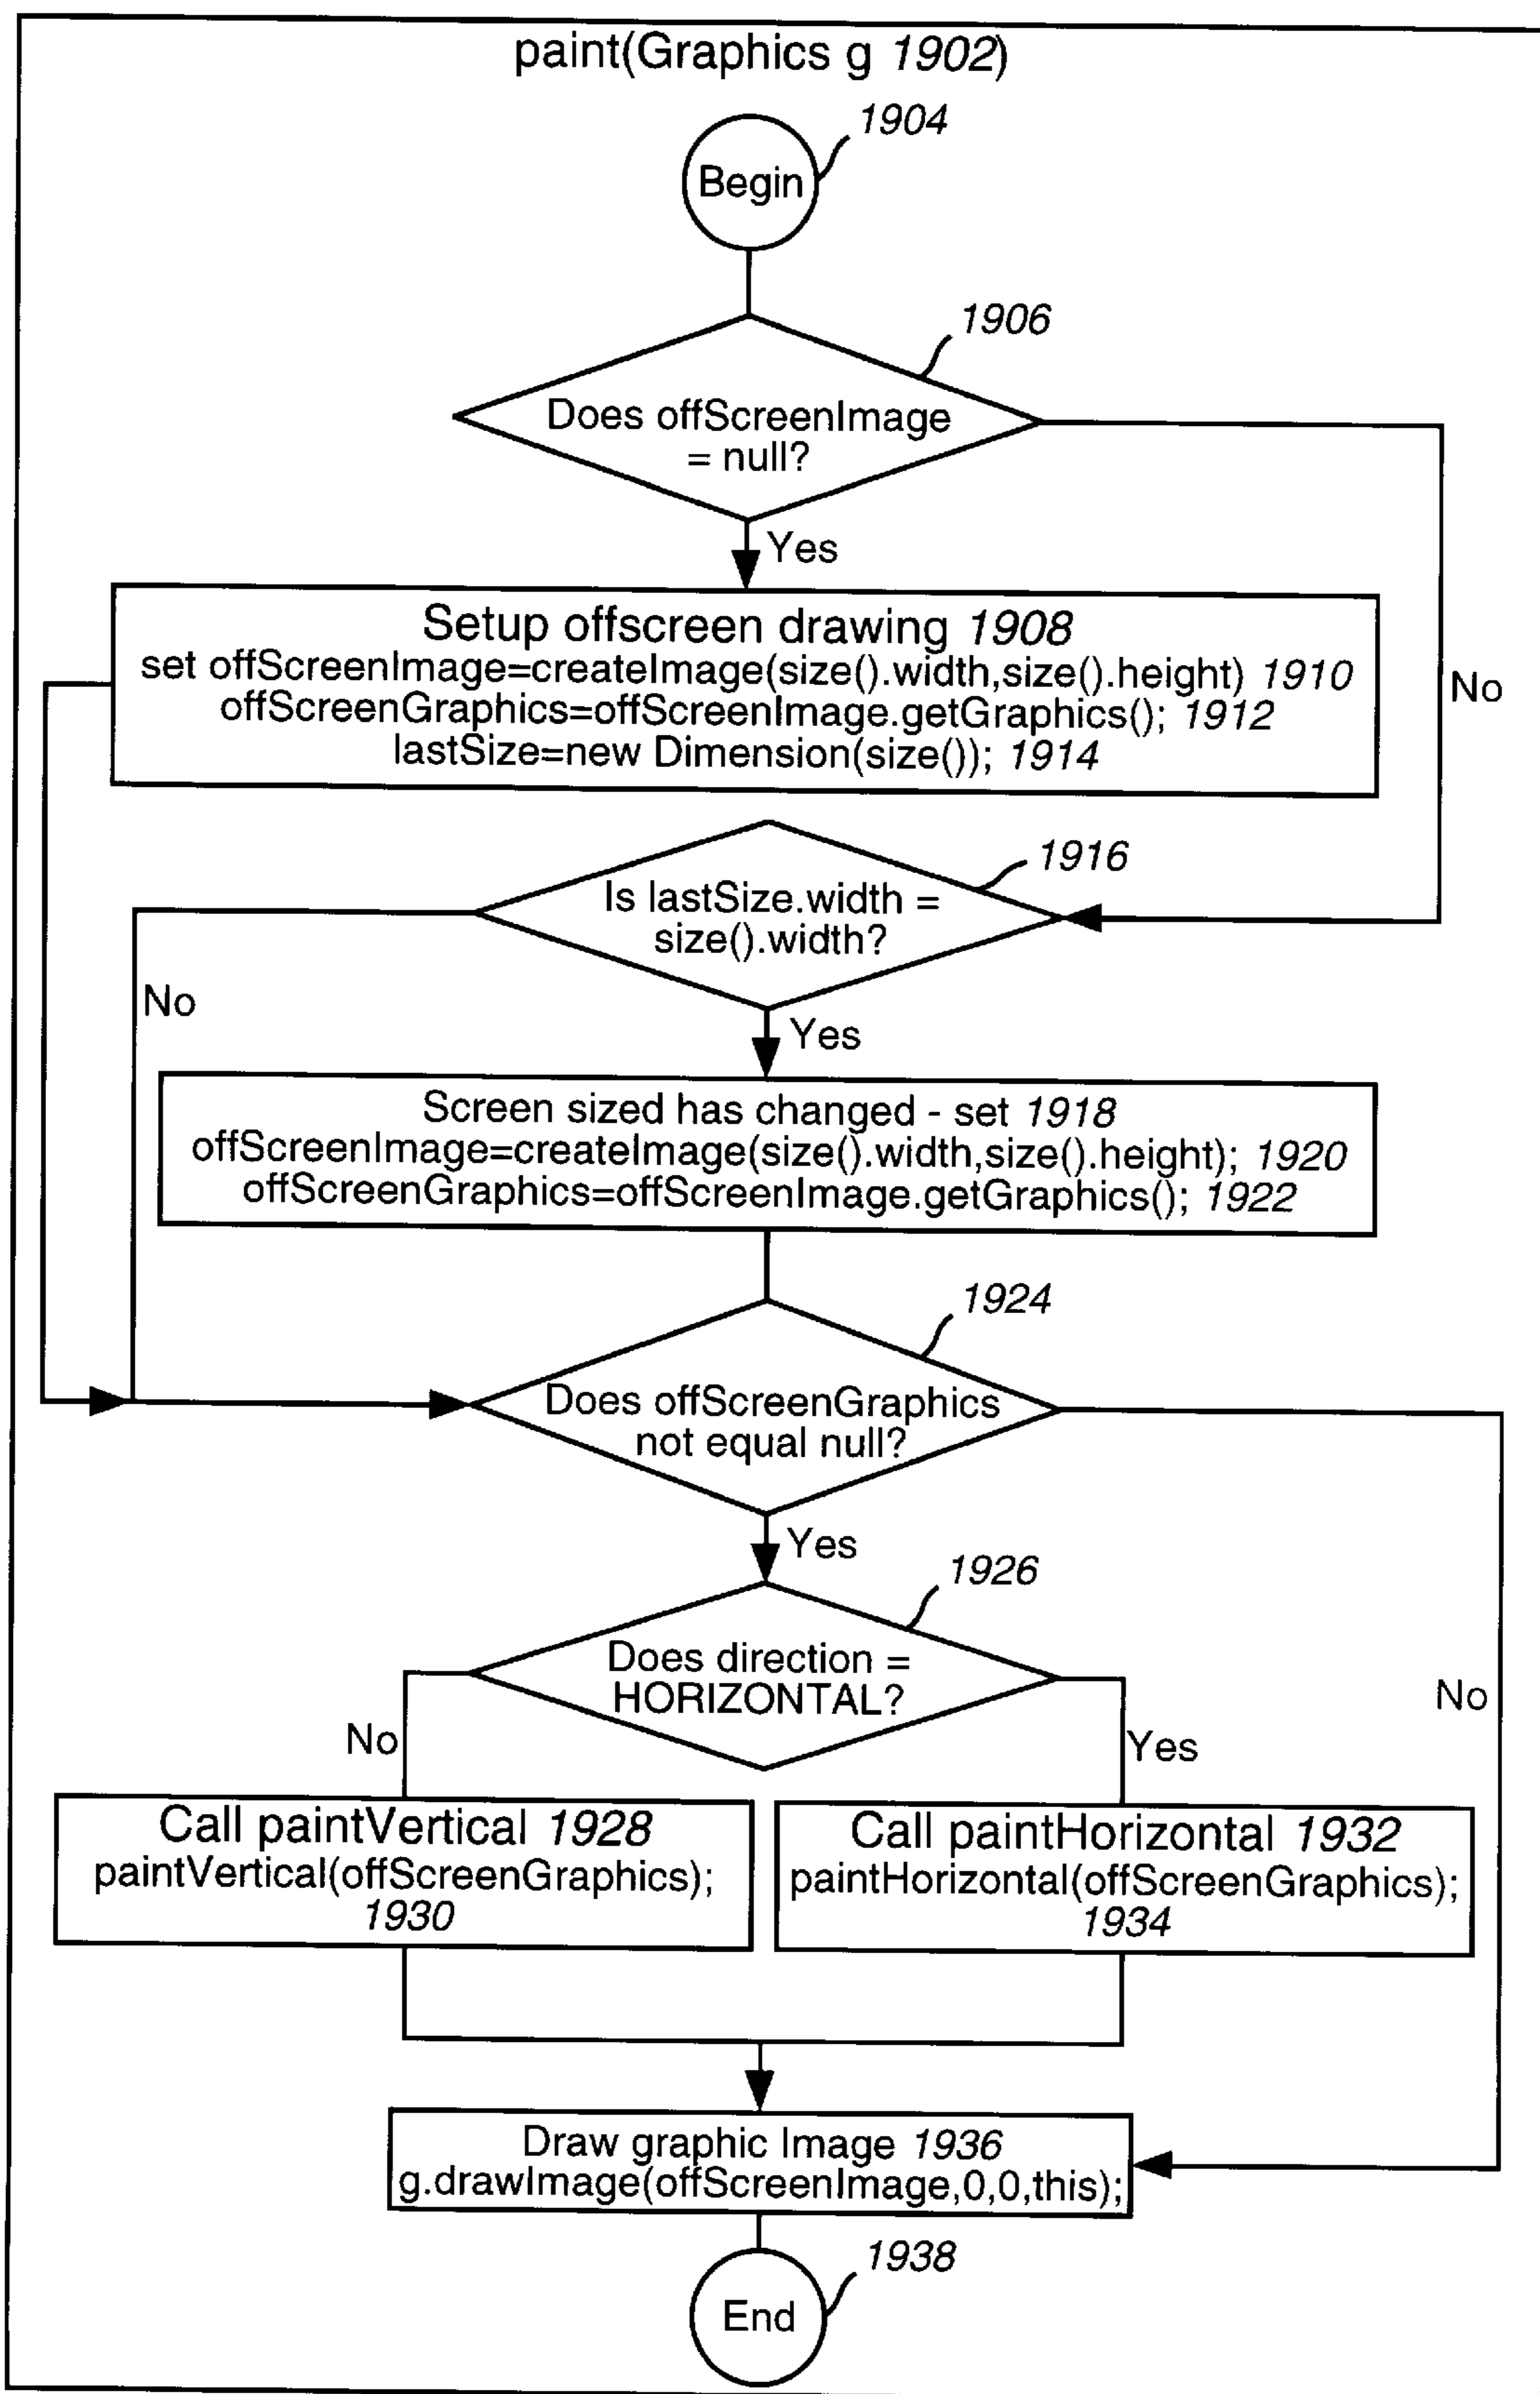 paint(Graphics g 1902)
1904
Begin
1906
Does offScreenImage
= null?
Yes
No
Setup offscreen drawing 1908
set offScreenImage=createImage(size().width,size().height) 1910
offScreenGraphics=offScreenImage.getGraphics(); 1912
lastSize=new Dimension(size()); 1914
1916
Is lastSize.width =
size().width?
No
Yes
Screen sized has changed - set 1918
offScreenImage=createImage(size().width,size().height); 1920
offScreenGraphics=offScreenImage.getGraphics(); 1922
1924
Does offScreenGraphics
not equal null?
Yes
1926
Does direction =
HORIZONTAL?
No
No
Yes
Call paintVertical 1928
paintVertical(offScreenGraphics);
1930
Call paintHorizontal 1932
paintHorizontal(offScreenGraphics);
1934
Draw graphic Image 1936
g.drawImage(offScreenImage,0,0,this);
1938
End